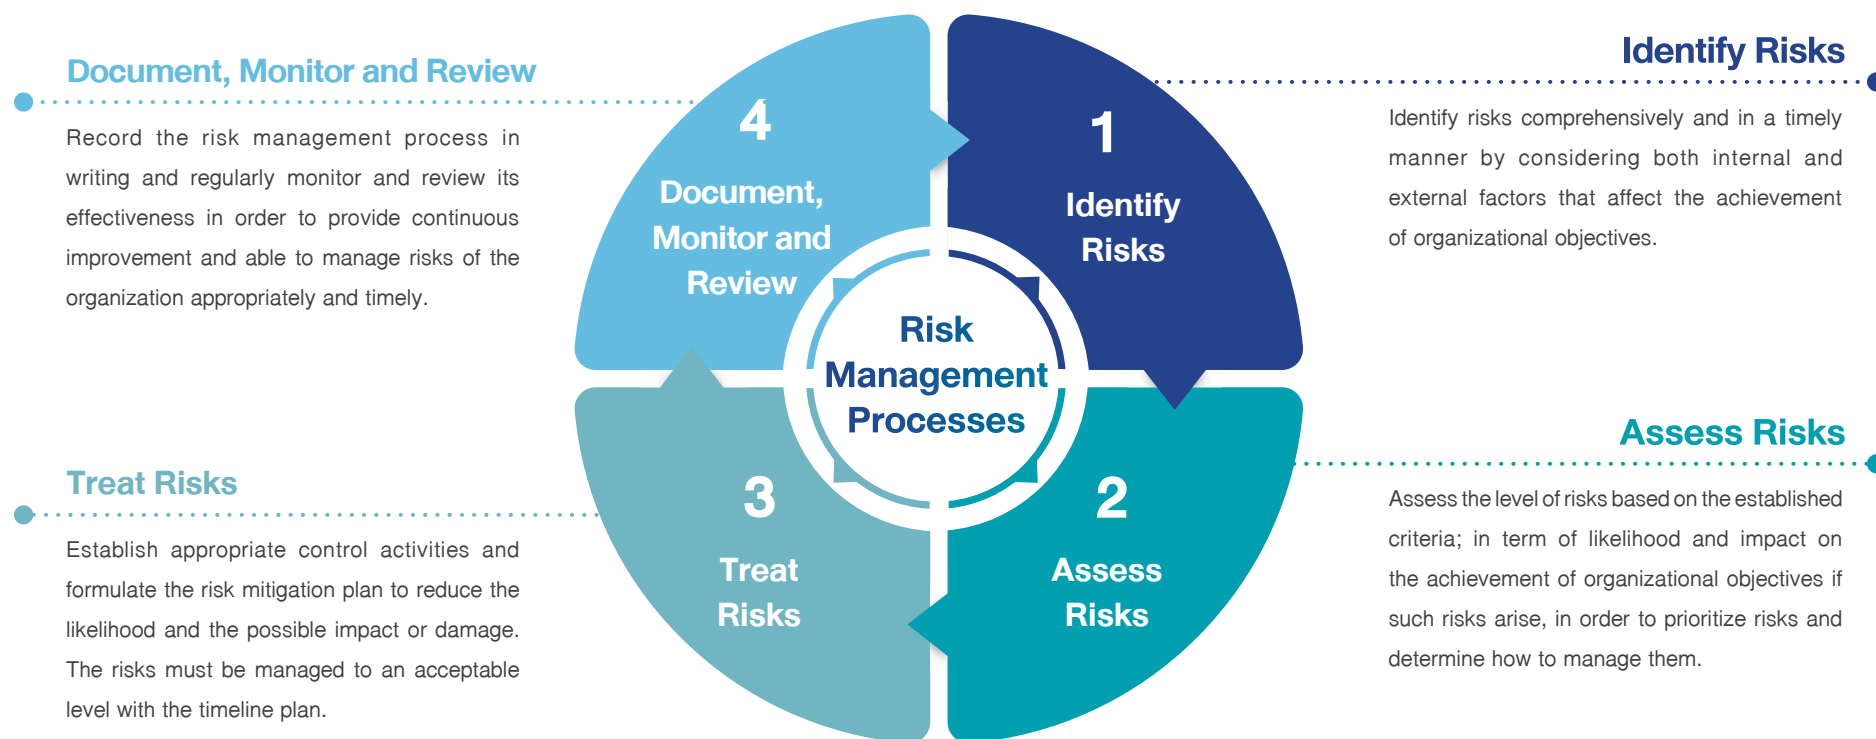 Document, Monitor and Review
Record the risk management process in
writing and regularly monitor and review its
effectiveness in order to provide continuous
improvement and able to manage risks of the
organization appropriately and timely.
Treat Risks
Establish appropriate control activities and
formulate the risk mitigation plan to reduce the
likelihood and the possible impact or damage.
The risks must be managed to an acceptable
level with the timeline plan.
4
Document,
Monitor and
Review
1
Identify
Risks
Risk
Management
Processes
3
Treat
Risks
2
Assess
Risks
Identify Risks
Identify risks comprehensively and in a timely
manner by considering both internal and
external factors that affect the achievement
of organizational objectives.
Assess Risks
Assess the level of risks based on the established
criteria; in term of likelihood and impact on
the achievement of organizational objectives if
such risks arise, in order to prioritize risks and
determine how to manage them.